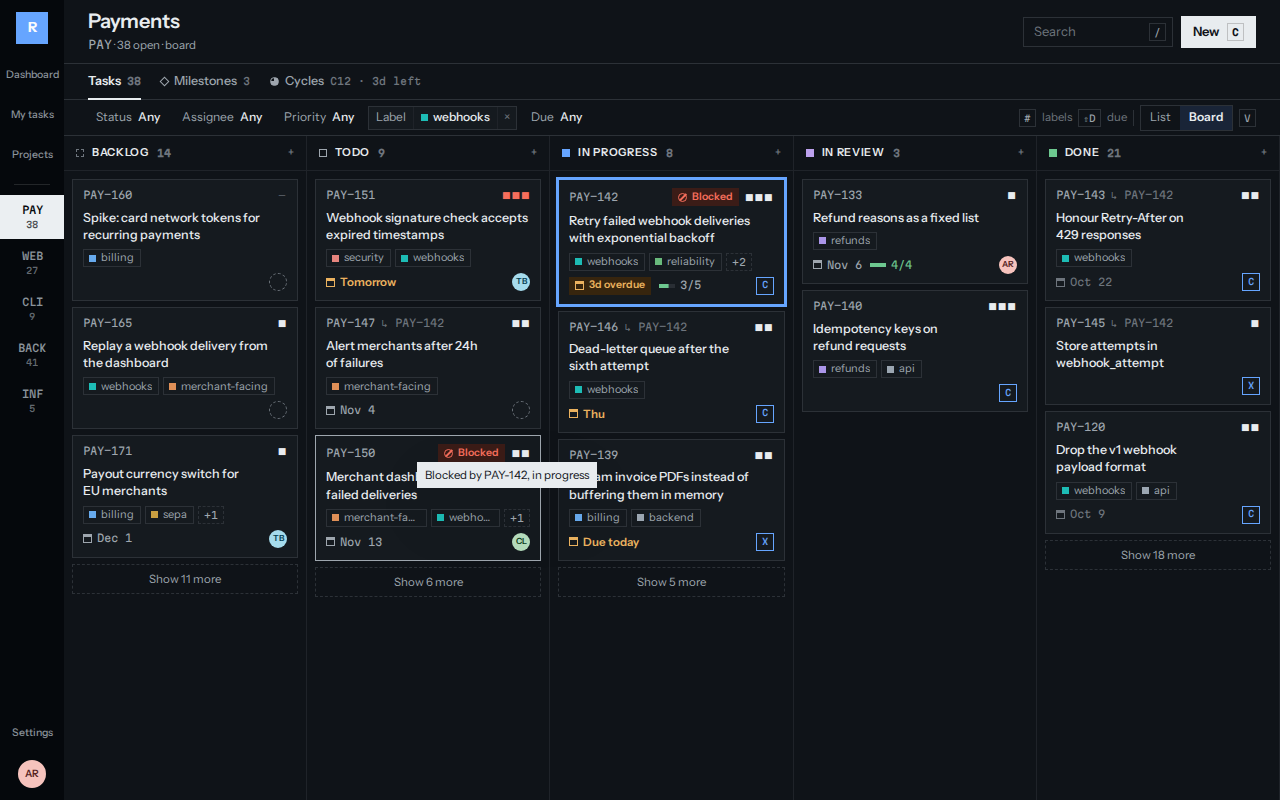 R
Dashboard
My tasks
Projects
PAY
38
WEB
27
CLI
9
BACK
41
INF
5
Settings
AR
Payments
PAY·38 open·board
Search /
New C
Tasks 38
Milestones 3
Cycles C12 · 3d left
Status Any
Assignee Any
Priority Any
Label webhooks ×
Due Any
# labels ⇧D due
List Board V
BACKLOG 14 +
PAY-160 —
Spike: card network tokens for
recurring payments
billing
PAY-165
Replay a webhook delivery from
the dashboard
webhooks merchant-facing
PAY-171
Payout currency switch for
EU merchants
billing sepa +1
Dec 1 TB
Show 11 more
TODO 9 +
PAY-151
Webhook signature check accepts
expired timestamps
security webhooks
Tomorrow TB
PAY-147 ↳ PAY-142
Alert merchants after 24h
of failures
merchant-facing
Nov 4
PAY-150 Blocked
Merchant dash
failed deliveries
Blocked by PAY-142, in progress
merchant-fa… webho… +1
Nov 13 CL
Show 6 more
IN PROGRESS 8 +
PAY-142 Blocked
Retry failed webhook deliveries
with exponential backoff
webhooks reliability +2
3d overdue 3/5 C
PAY-146 ↳ PAY-142
Dead-letter queue after the
sixth attempt
webhooks
Thu C
PAY-139
am invoice PDFs instead of
buffering them in memory
billing backend
Due today X
Show 5 more
IN REVIEW 3 +
PAY-133
Refund reasons as a fixed list
refunds
Nov 6 4/4 AR
PAY-140
Idempotency keys on
refund requests
refunds api
C
DONE 21 +
PAY-143 ↳ PAY-142
Honour Retry-After on
429 responses
webhooks
Oct 22 C
PAY-145 ↳ PAY-142
Store attempts in
webhook_attempt
X
PAY-120
Drop the v1 webhook
payload format
webhooks api
Oct 9 C
Show 18 more